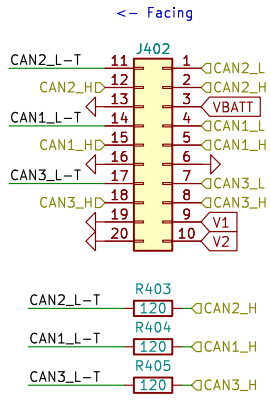 <- Facing
J402
CAN2_L-T 11 1 CAN2_L
CAN2_H 12 2 CAN2_H
13 3 VBATT
CAN1_L-T 14 4 CAN1_L
CAN1_H 15 5 CAN1_H
16 6
CAN3_L-T 17 7 CAN3_L
CAN3_H 18 8 CAN3_H
19 9 V1
20 10 V2
R403
CAN2_L-T 120 CAN2_H
R404
CAN1_L-T 120 CAN1_H
R405
CAN3_L-T 120 CAN3_H